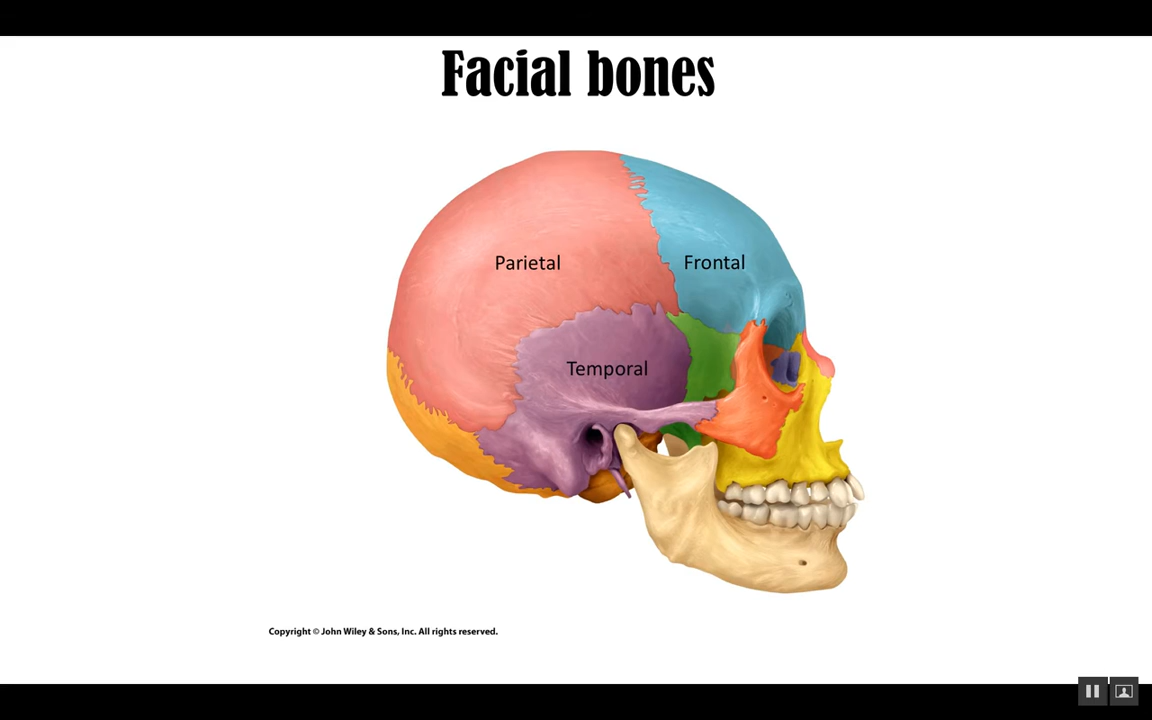 Facial bones
Parietal
Frontal
Temporal
Copyright © John Wiley & Sons, Inc. All rights reserved.